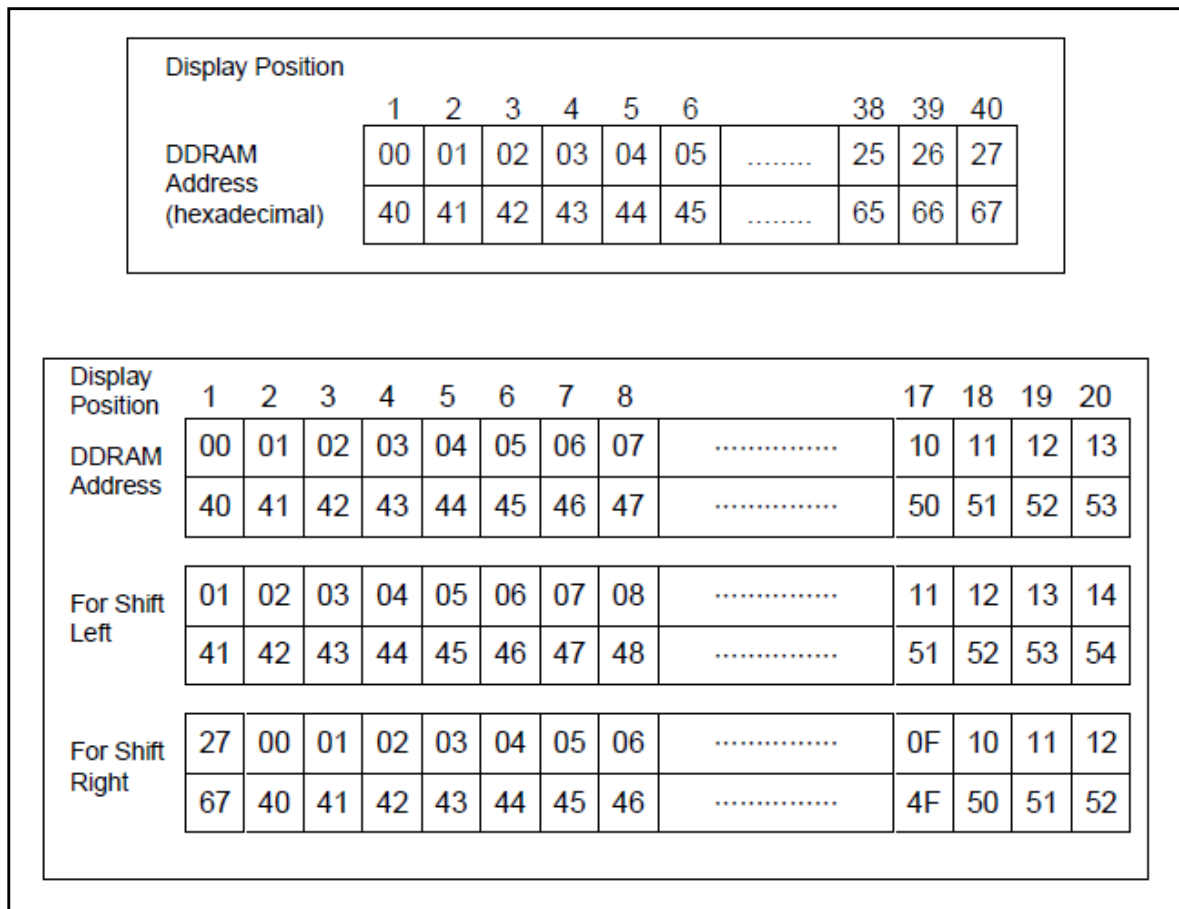 Display Position
1 2 3 4 5 6 38 39 40
DDRAM
Address
(hexadecimal)
00 01 02 03 04 05 ........ 25 26 27
40 41 42 43 44 45 ........ 65 66 67
Display
Position
1 2 3 4 5 6 7 8 17 18 19 20
DDRAM
Address
00 01 02 03 04 05 06 07 ............... 10 11 12 13
40 41 42 43 44 45 46 47 ............... 50 51 52 53
For Shift
Left
01 02 03 04 05 06 07 08 ............... 11 12 13 14
41 42 43 44 45 46 47 48 ............... 51 52 53 54
For Shift
Right
27 00 01 02 03 04 05 06 ............... 0F 10 11 12
67 40 41 42 43 44 45 46 ............... 4F 50 51 52